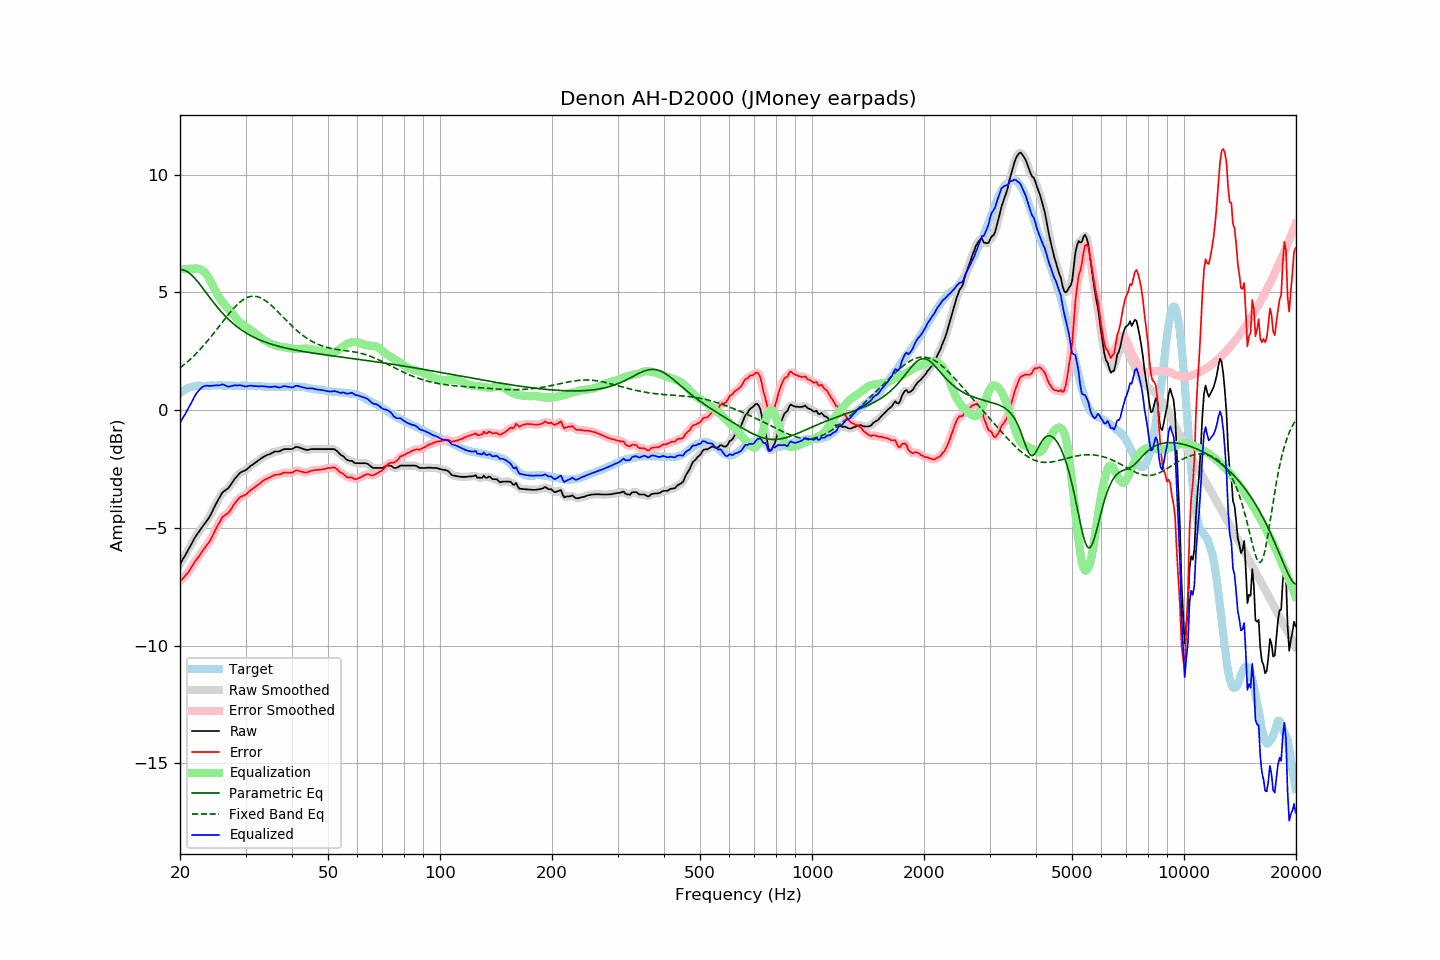 Denon AH-D2000 (JMoney earpads)
Amplitude (dBr)
10
5
0
−5
−10
−15
Target
Raw Smoothed
Error Smoothed
Raw
Error
Equalization
Parametric Eq
Fixed Band Eq
Equalized
20 50 100 200 500 1000 2000 5000 10000 20000
Frequency (Hz)